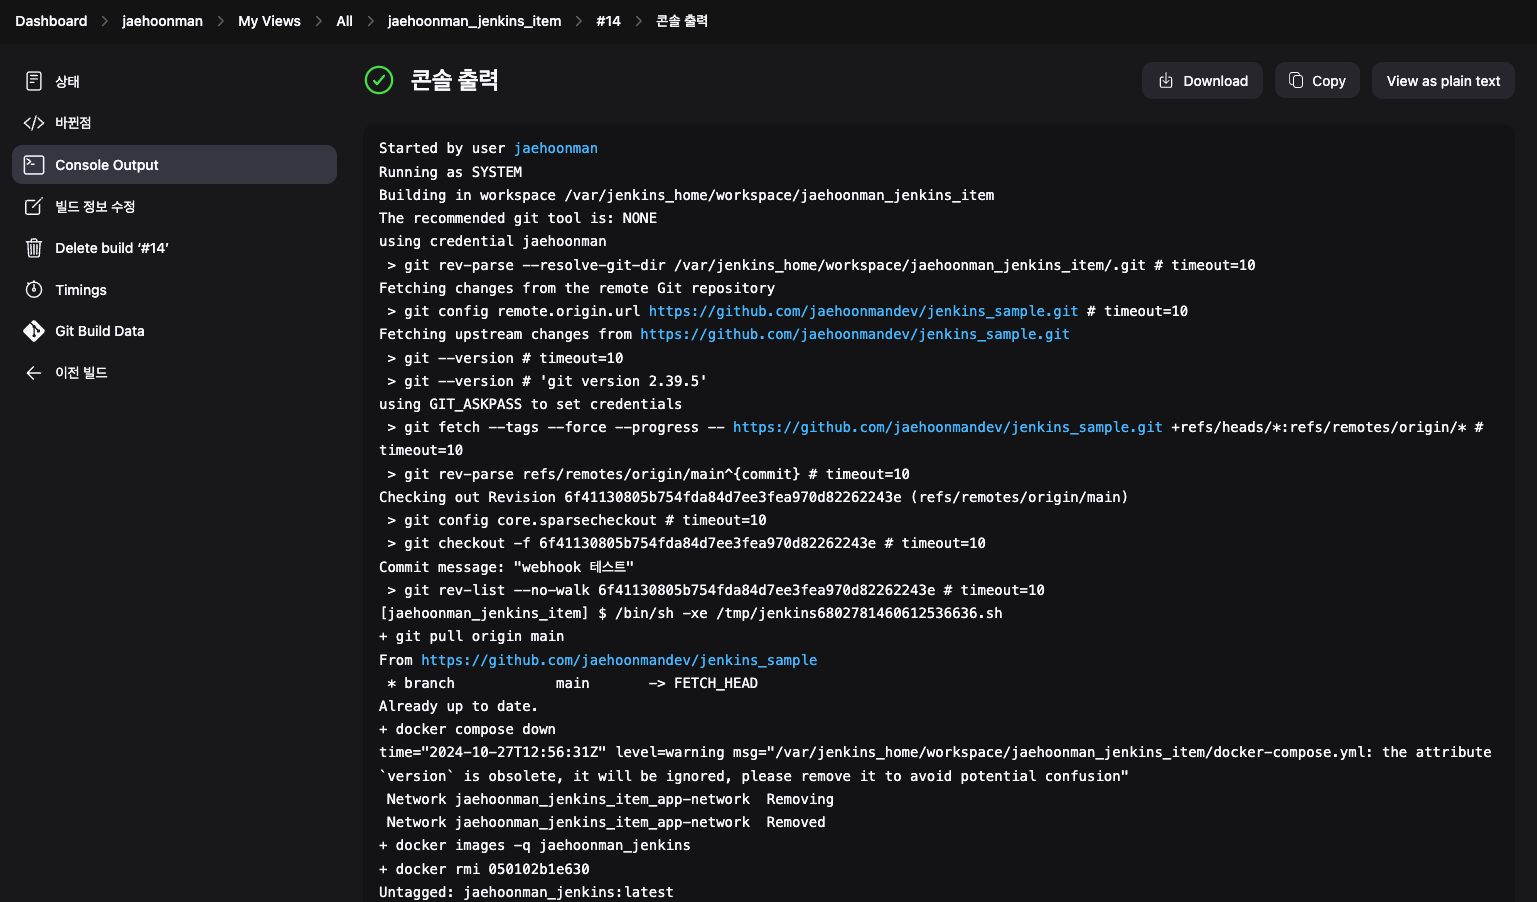 Dashboard > jaehoonman > My Views > All > jaehoonman_jenkins_item > #14 > 콘솔 출력
상태
바뀐점
Console Output
빌드 정보 수정
Delete build ‘#14’
Timings
Git Build Data
이전 빌드
콘솔 출력
Download
Copy
View as plain text
Started by user jaehoonman
Running as SYSTEM
Building in workspace /var/jenkins_home/workspace/jaehoonman_jenkins_item
The recommended git tool is: NONE
using credential jaehoonman
 > git rev-parse --resolve-git-dir /var/jenkins_home/workspace/jaehoonman_jenkins_item/.git # timeout=10
Fetching changes from the remote Git repository
 > git config remote.origin.url https://github.com/jaehoonmandev/jenkins_sample.git # timeout=10
Fetching upstream changes from https://github.com/jaehoonmandev/jenkins_sample.git
 > git --version # timeout=10
 > git --version # 'git version 2.39.5'
using GIT_ASKPASS to set credentials
 > git fetch --tags --force --progress -- https://github.com/jaehoonmandev/jenkins_sample.git +refs/heads/*:refs/remotes/origin/* #
timeout=10
 > git rev-parse refs/remotes/origin/main^{commit} # timeout=10
Checking out Revision 6f41130805b754fda84d7ee3fea970d82262243e (refs/remotes/origin/main)
 > git config core.sparsecheckout # timeout=10
 > git checkout -f 6f41130805b754fda84d7ee3fea970d82262243e # timeout=10
Commit message: "webhook 테스트"
 > git rev-list --no-walk 6f41130805b754fda84d7ee3fea970d82262243e # timeout=10
[jaehoonman_jenkins_item] $ /bin/sh -xe /tmp/jenkins6802781460612536636.sh
+ git pull origin main
From https://github.com/jaehoonmandev/jenkins_sample
 * branch            main       -> FETCH_HEAD
Already up to date.
+ docker compose down
time="2024-10-27T12:56:31Z" level=warning msg="/var/jenkins_home/workspace/jaehoonman_jenkins_item/docker-compose.yml: the attribute
`version` is obsolete, it will be ignored, please remove it to avoid potential confusion"
 Network jaehoonman_jenkins_item_app-network  Removing
 Network jaehoonman_jenkins_item_app-network  Removed
+ docker images -q jaehoonman_jenkins
+ docker rmi 050102b1e630
Untagged: jaehoonman_jenkins:latest